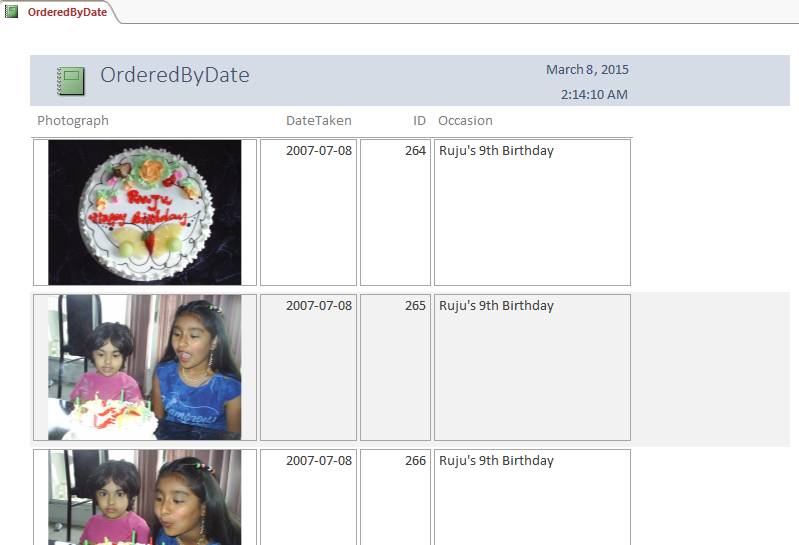 OrderedByDate
OrderedByDate
March 8, 2015
2:14:10 AM
Photograph DateTaken ID Occasion
2007-07-08 264 Ruju's 9th Birthday
Ruju
Happy Birthday
2007-07-08 265 Ruju's 9th Birthday
2007-07-08 266 Ruju's 9th Birthday